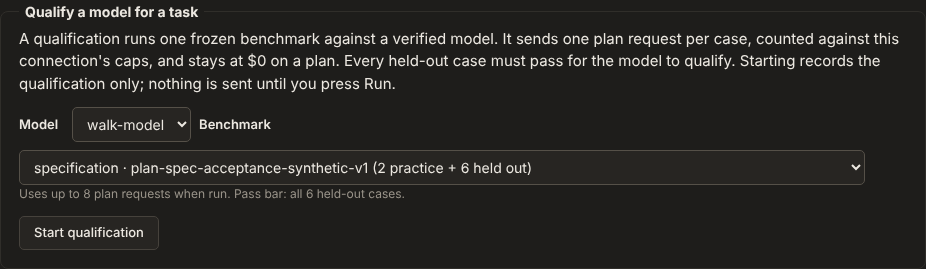 Qualify a model for a task
A qualification runs one frozen benchmark against a verified model. It sends one plan request per case, counted against this
connection's caps, and stays at $0 on a plan. Every held-out case must pass for the model to qualify. Starting records the
qualification only; nothing is sent until you press Run.
Model walk-model Benchmark
specification · plan-spec-acceptance-synthetic-v1 (2 practice + 6 held out)
Uses up to 8 plan requests when run. Pass bar: all 6 held-out cases.
Start qualification